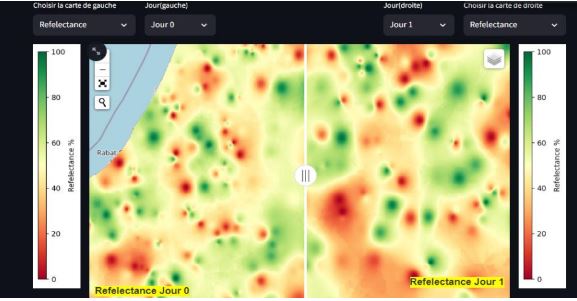 Choisir la carte de gauche
Jour(gauche)
Jour(droite)
Choisir la carte de droite
Refelectance
Jour 0
Jour 1
Refelectance
100
80
60
40
20
0
Refelectance %
Rabat
Refelectance Jour 0
Refelectance Jour 1
100
80
60
40
20
0
Refelectance %